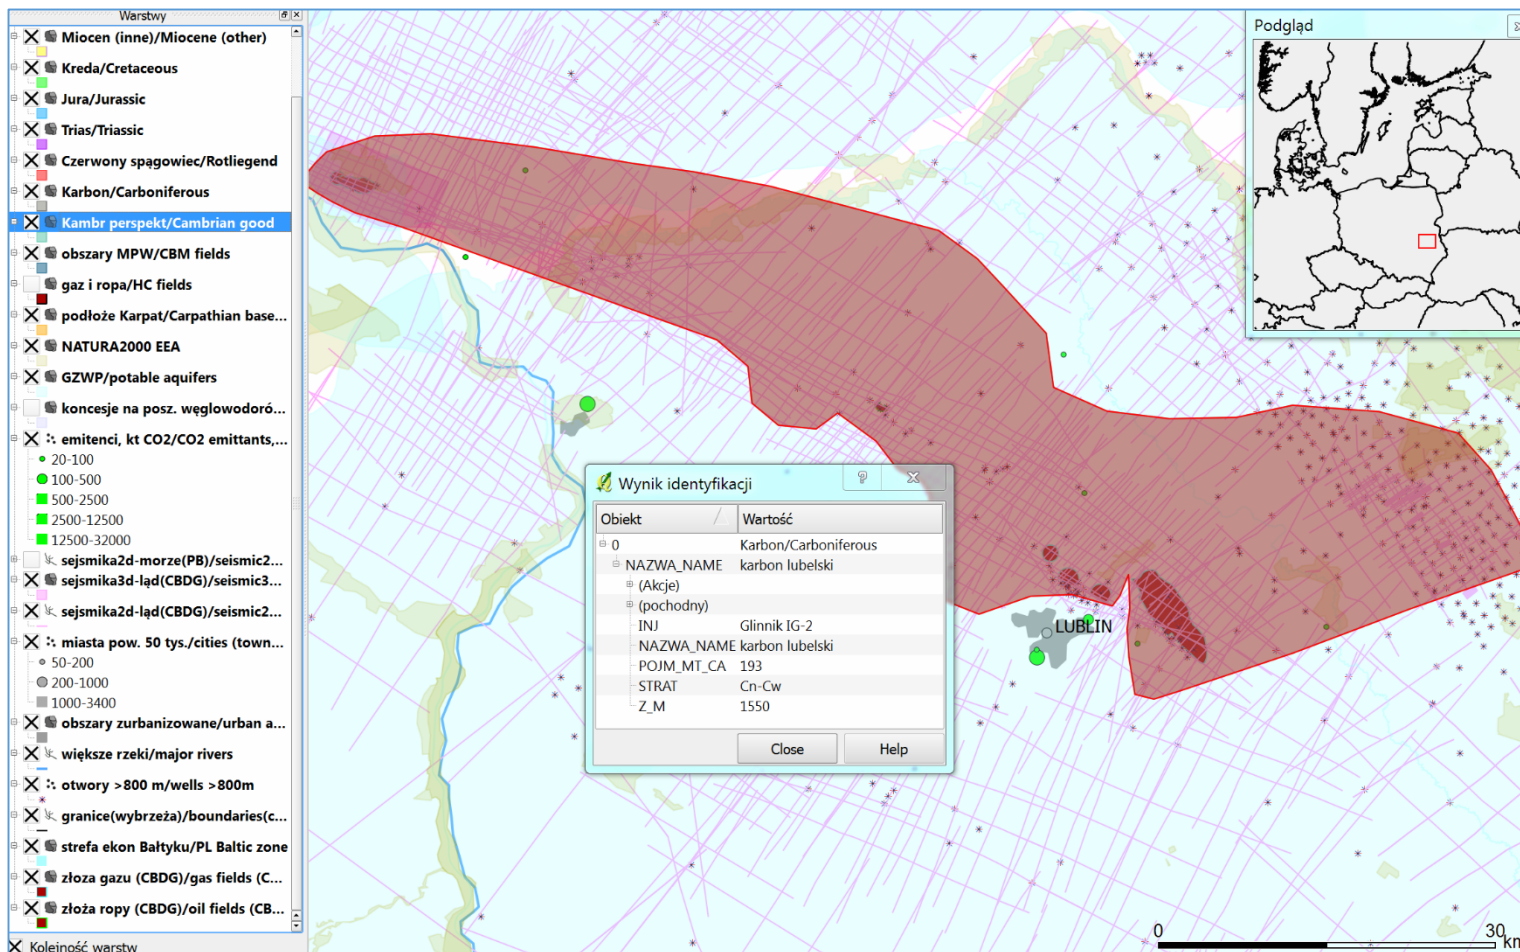 Warstwy
Miocen (inne)/Miocene (other)
Kreda/Cretaceous
Jura/Jurassic
Trias/Triassic
Czerwony spągowiec/Rotliegend
Karbon/Carboniferous
Kambr perspekt/Cambrian good
obszary MPW/CBM fields
gaz i ropa/HC fields
podłoże Karpat/Carpathian base...
NATURA2000 EEA
GZWP/potable aquifers
koncesje na posz. węglowodoró...
emitenci, kt CO2/CO2 emittants,...
20-100
100-500
500-2500
2500-12500
12500-32000
sejsmika2d-morze(PB)/seismic2...
sejsmika3d-ląd(CBDG)/seismic3...
sejsmika2d-ląd(CBDG)/seismic2...
miasta pow. 50 tys./cities (town...
50-200
200-1000
1000-3400
obszary zurbanizowane/urban a...
większe rzeki/major rivers
otwory >800 m/wells >800m
granice(wybrzeża)/boundaries(c...
strefa ekon Bałtyku/PL Baltic zone
złoza gazu (CBDG)/gas fields (C...
złoża ropy (CBDG)/oil fields (CB...
Kolejność warstw
Podgląd
Wynik identyfikacji
?
Obiekt Wartość
0 Karbon/Carboniferous
NAZWA_NAME karbon lubelski
(Akcje)
(pochodny)
INJ Glinnik IG-2
NAZWA_NAME karbon lubelski
POJM_MT_CA 193
STRAT Cn-Cw
Z_M 1550
Close Help
LUBLIN
0 30
km